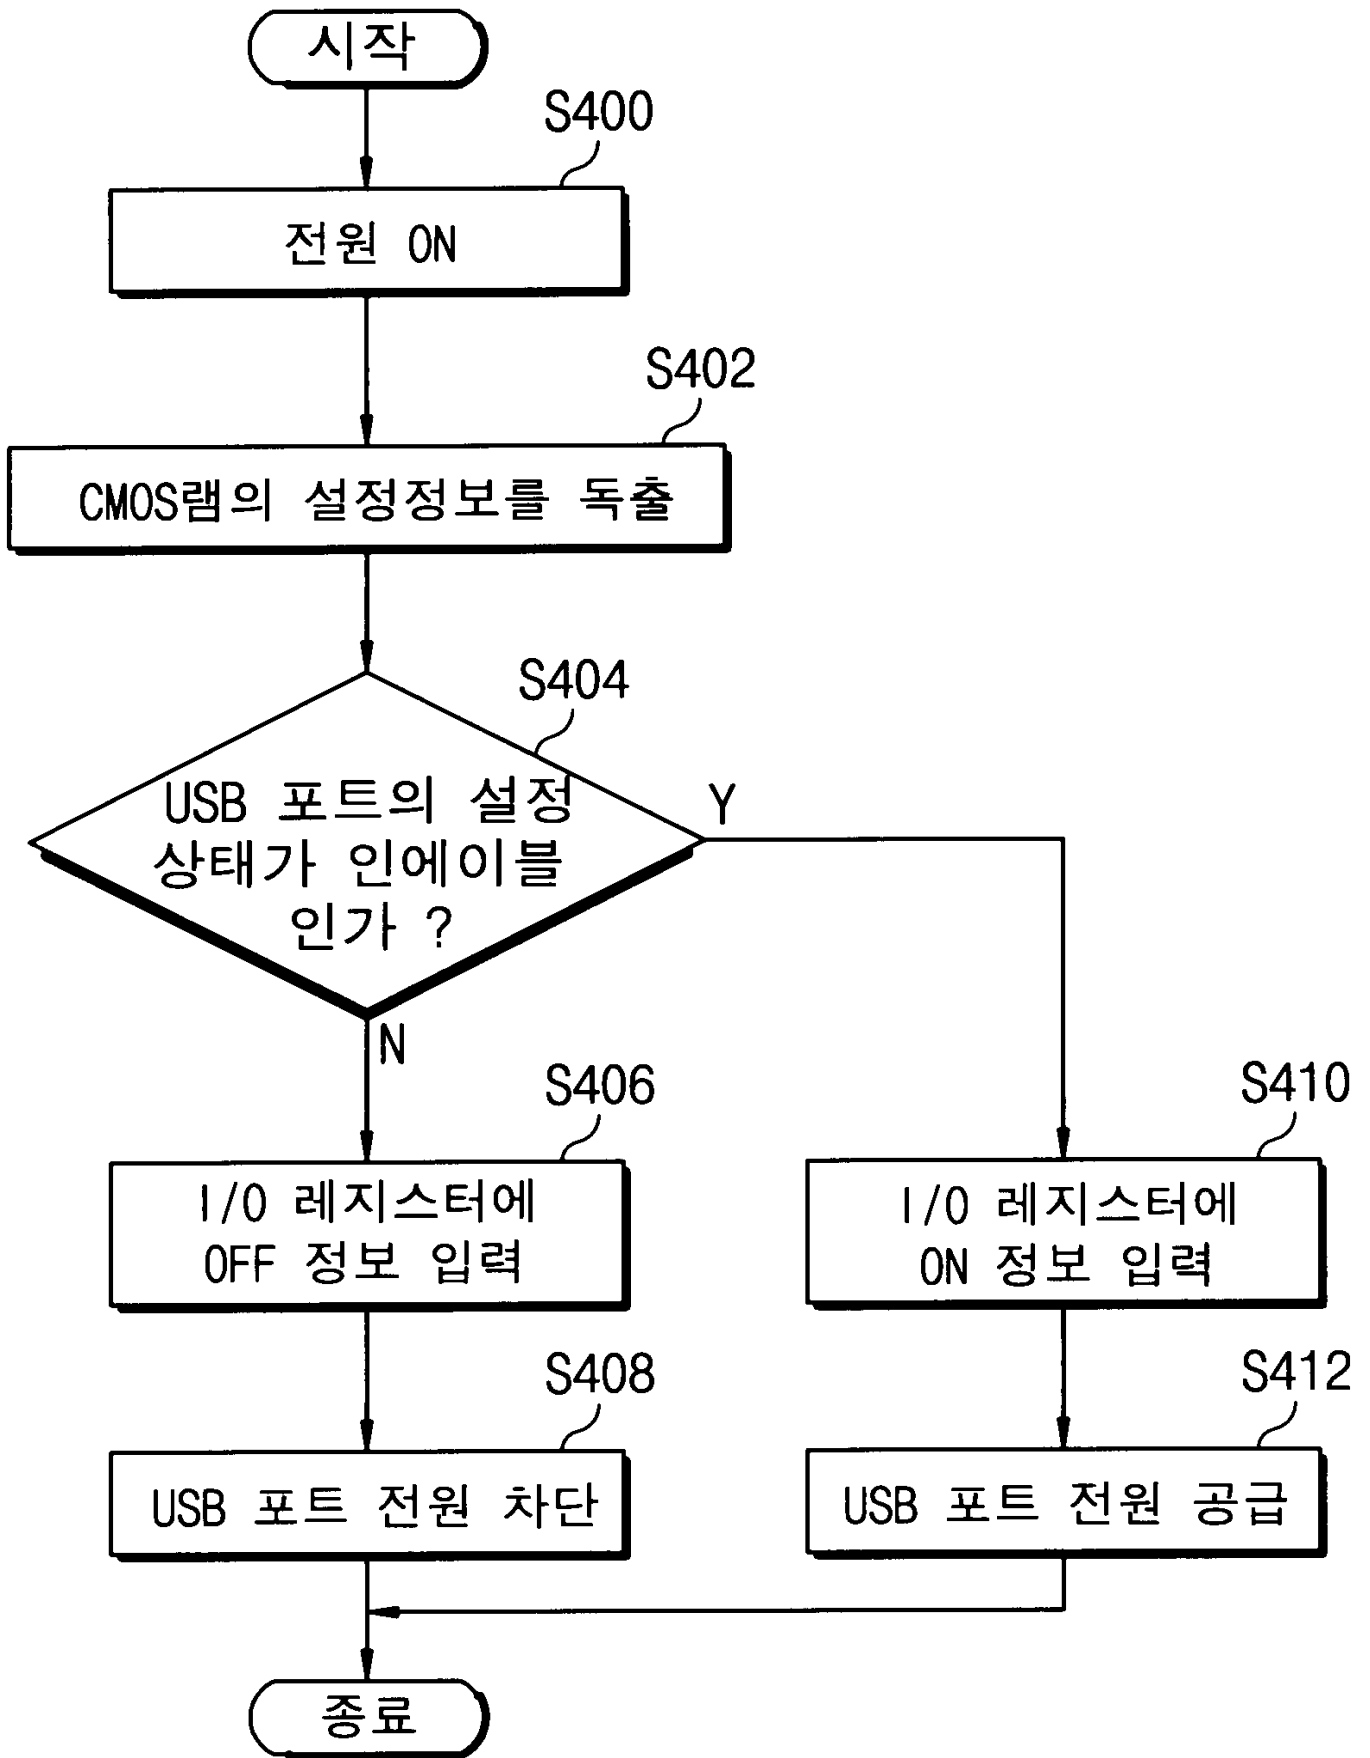 시작
S400
전원 ON
S402
CMOS램의 설정정보를 독출
S404
USB 포트의 설정
상태가 인에이블
인가 ?
Y
N
S406
I/O 레지스터에
OFF 정보 입력
S410
I/O 레지스터에
ON 정보 입력
S408
USB 포트 전원 차단
S412
USB 포트 전원 공급
종료